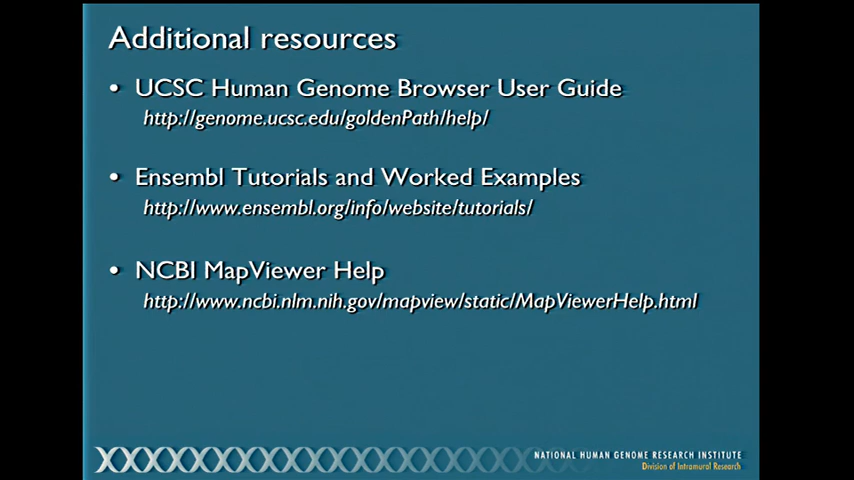 Additional resources
• UCSC Human Genome Browser User Guide
http://genome.ucsc.edu/goldenPath/help/
• Ensembl Tutorials and Worked Examples
http://www.ensembl.org/info/website/tutorials/
• NCBI MapViewer Help
http://www.ncbi.nlm.nih.gov/mapview/static/MapViewerHelp.html
NATIONAL HUMAN GENOME RESEARCH INSTITUTE
Division of Intramural Research